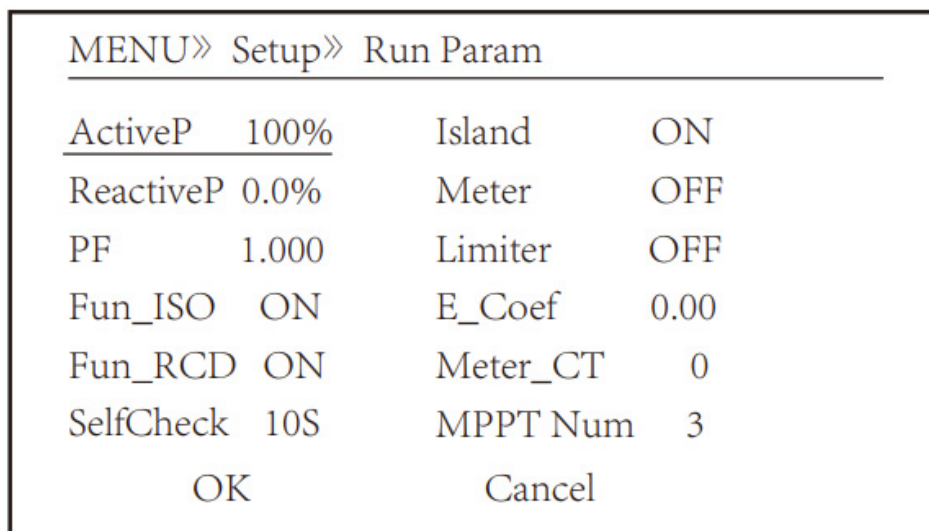 MENU» Setup» Run Param
ActiveP 100% Island ON
ReactiveP 0.0% Meter OFF
PF 1.000 Limiter OFF
Fun_ISO ON E_Coef 0.00
Fun_RCD ON Meter_CT 0
SelfCheck 10S MPPT Num 3
OK Cancel